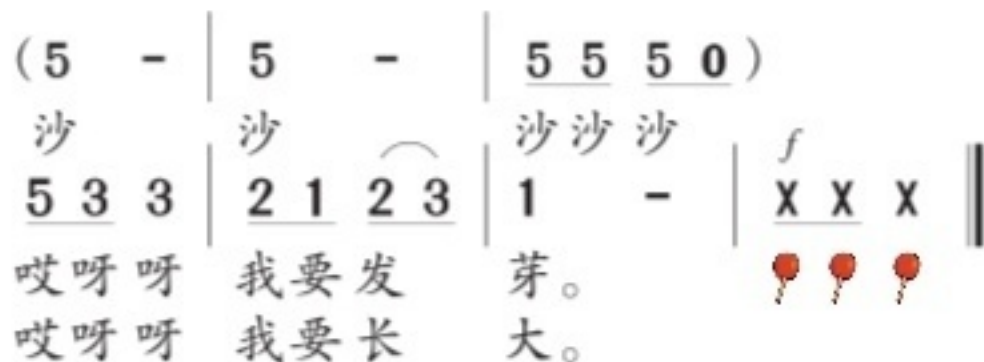 (5 - | 5 - | 5 5 5 0)
沙 沙 沙沙沙
f
5 3 3 | 2 1 2 3 | 1 - | X X X
哎呀呀 我要发 芽。
哎呀呀 我要长 大。